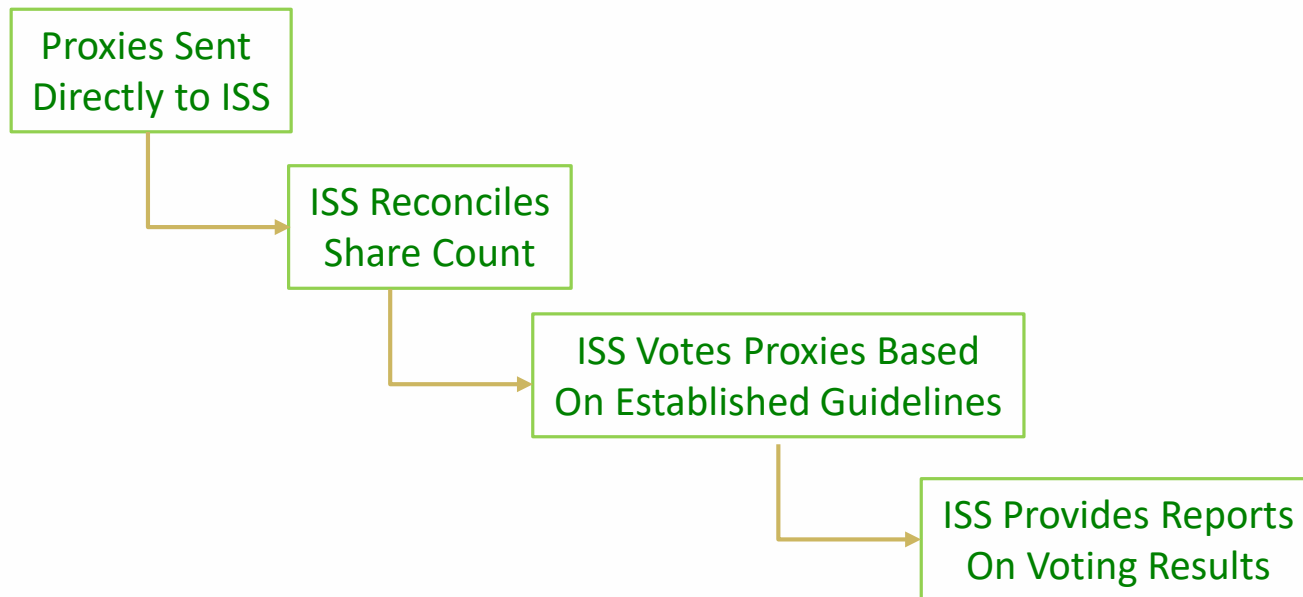 Proxies Sent
Directly to ISS
ISS Reconciles
Share Count
ISS Votes Proxies Based
On Established Guidelines
ISS Provides Reports
On Voting Results